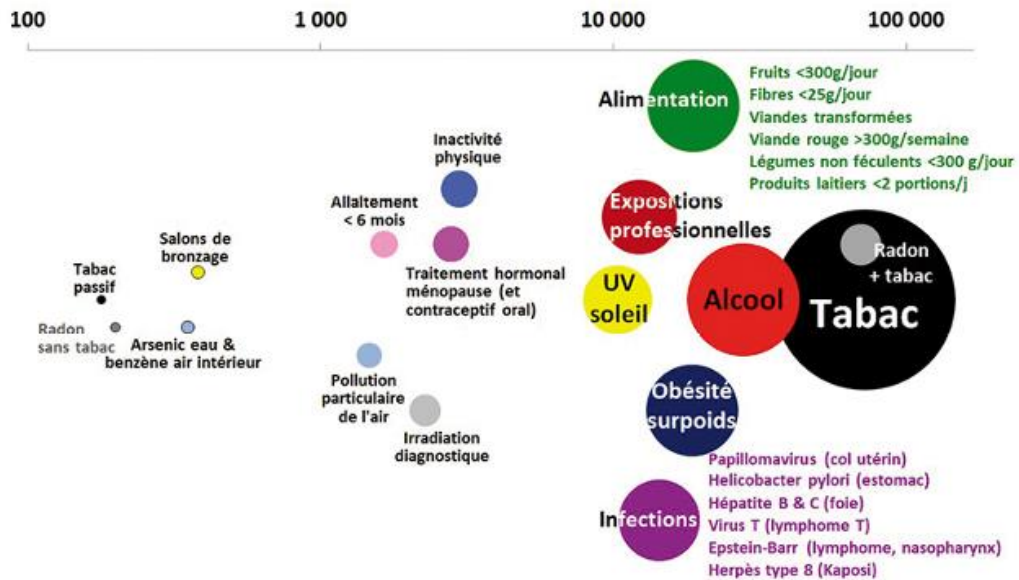 100 1 000 10 000 100 000
Alimentation
Fruits <300g/jour
Fibres <25g/jour
Viandes transformées
Viande rouge >300g/semaine
Légumes non féculents <300 g/jour
Produits laitiers <2 portions/j
Inactivité
physique
Allaitement
< 6 mois
Expositions
professionnelles
Salons de
bronzage
Tabac
passif
Traitement hormonal
ménopause (et
contraceptif oral)
UV
soleil
Alcool
Radon
+ tabac
Tabac
Radon
sans tabac
Arsenic eau &
benzène air intérieur
Pollution
particulaire
de l'air
Irradiation
diagnostique
Obésité
surpoids
Infections
Papillomavirus (col utérin)
Helicobacter pylori (estomac)
Hépatite B & C (foie)
Virus T (lymphome T)
Epstein-Barr (lymphome, nasopharynx)
Herpès type 8 (Kaposi)